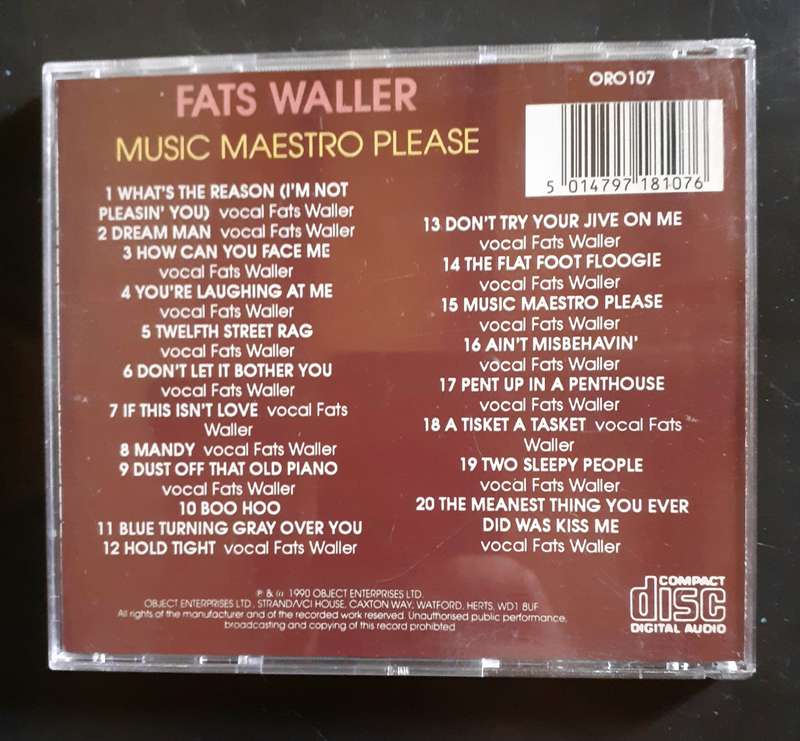 FATS WALLER
MUSIC MAESTRO PLEASE
ORO107
5 014797 181076
1 WHAT'S THE REASON (I'M NOT
PLEASIN' YOU) vocal Fats Waller
2 DREAM MAN vocal Fats Waller
3 HOW CAN YOU FACE ME
vocal Fats Waller
4 YOU'RE LAUGHING AT ME
vocal Fats Waller
5 TWELFTH STREET RAG
vocal Fats Waller
6 DON'T LET IT BOTHER YOU
vocal Fats Waller
7 IF THIS ISN'T LOVE vocal Fats
Waller
8 MANDY vocal Fats Waller
9 DUST OFF THAT OLD PIANO
vocal Fats Waller
10 BOO HOO
11 BLUE TURNING GRAY OVER YOU
12 HOLD TIGHT vocal Fats Waller
13 DON'T TRY YOUR JIVE ON ME
vocal Fats Waller
14 THE FLAT FOOT FLOOGIE
vocal Fats Waller
15 MUSIC MAESTRO PLEASE
vocal Fats Waller
16 AIN'T MISBEHAVIN'
vocal Fats Waller
17 PENT UP IN A PENTHOUSE
vocal Fats Waller
18 A TISKET A TASKET vocal Fats
Waller
19 TWO SLEEPY PEOPLE
vocal Fats Waller
20 THE MEANEST THING YOU EVER
DID WAS KISS ME
vocal Fats Waller
℗ & © 1990 OBJECT ENTERPRISES LTD.
OBJECT ENTERPRISES LTD., STRAND/VCI HOUSE, CAXTON WAY, WATFORD, HERTS, WD1 8UF
All rights of the manufacturer and of the recorded work reserved. Unauthorised public performance,
broadcasting and copying of this record prohibited
COMPACT
disc
DIGITAL AUDIO